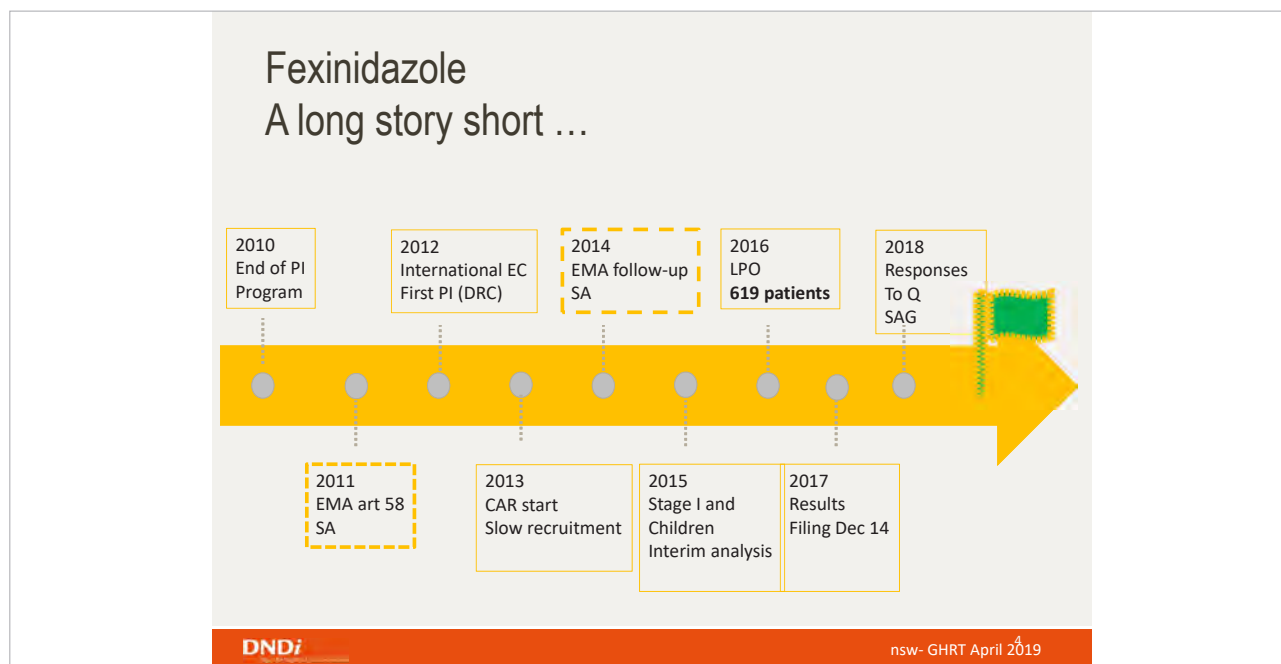 Fexinidazole
A long story short …
2010
End of PI
Program
2011
EMA art 58
SA
2012
International EC
First PI (DRC)
2013
CAR start
Slow recruitment
2014
EMA follow-up
SA
2015
Stage I and
Children
Interim analysis
2016
LPO
619 patients
2017
Results
Filing Dec 14
2018
Responses
To Q
SAG
DNDi
nsw- GHRT April 2019
4